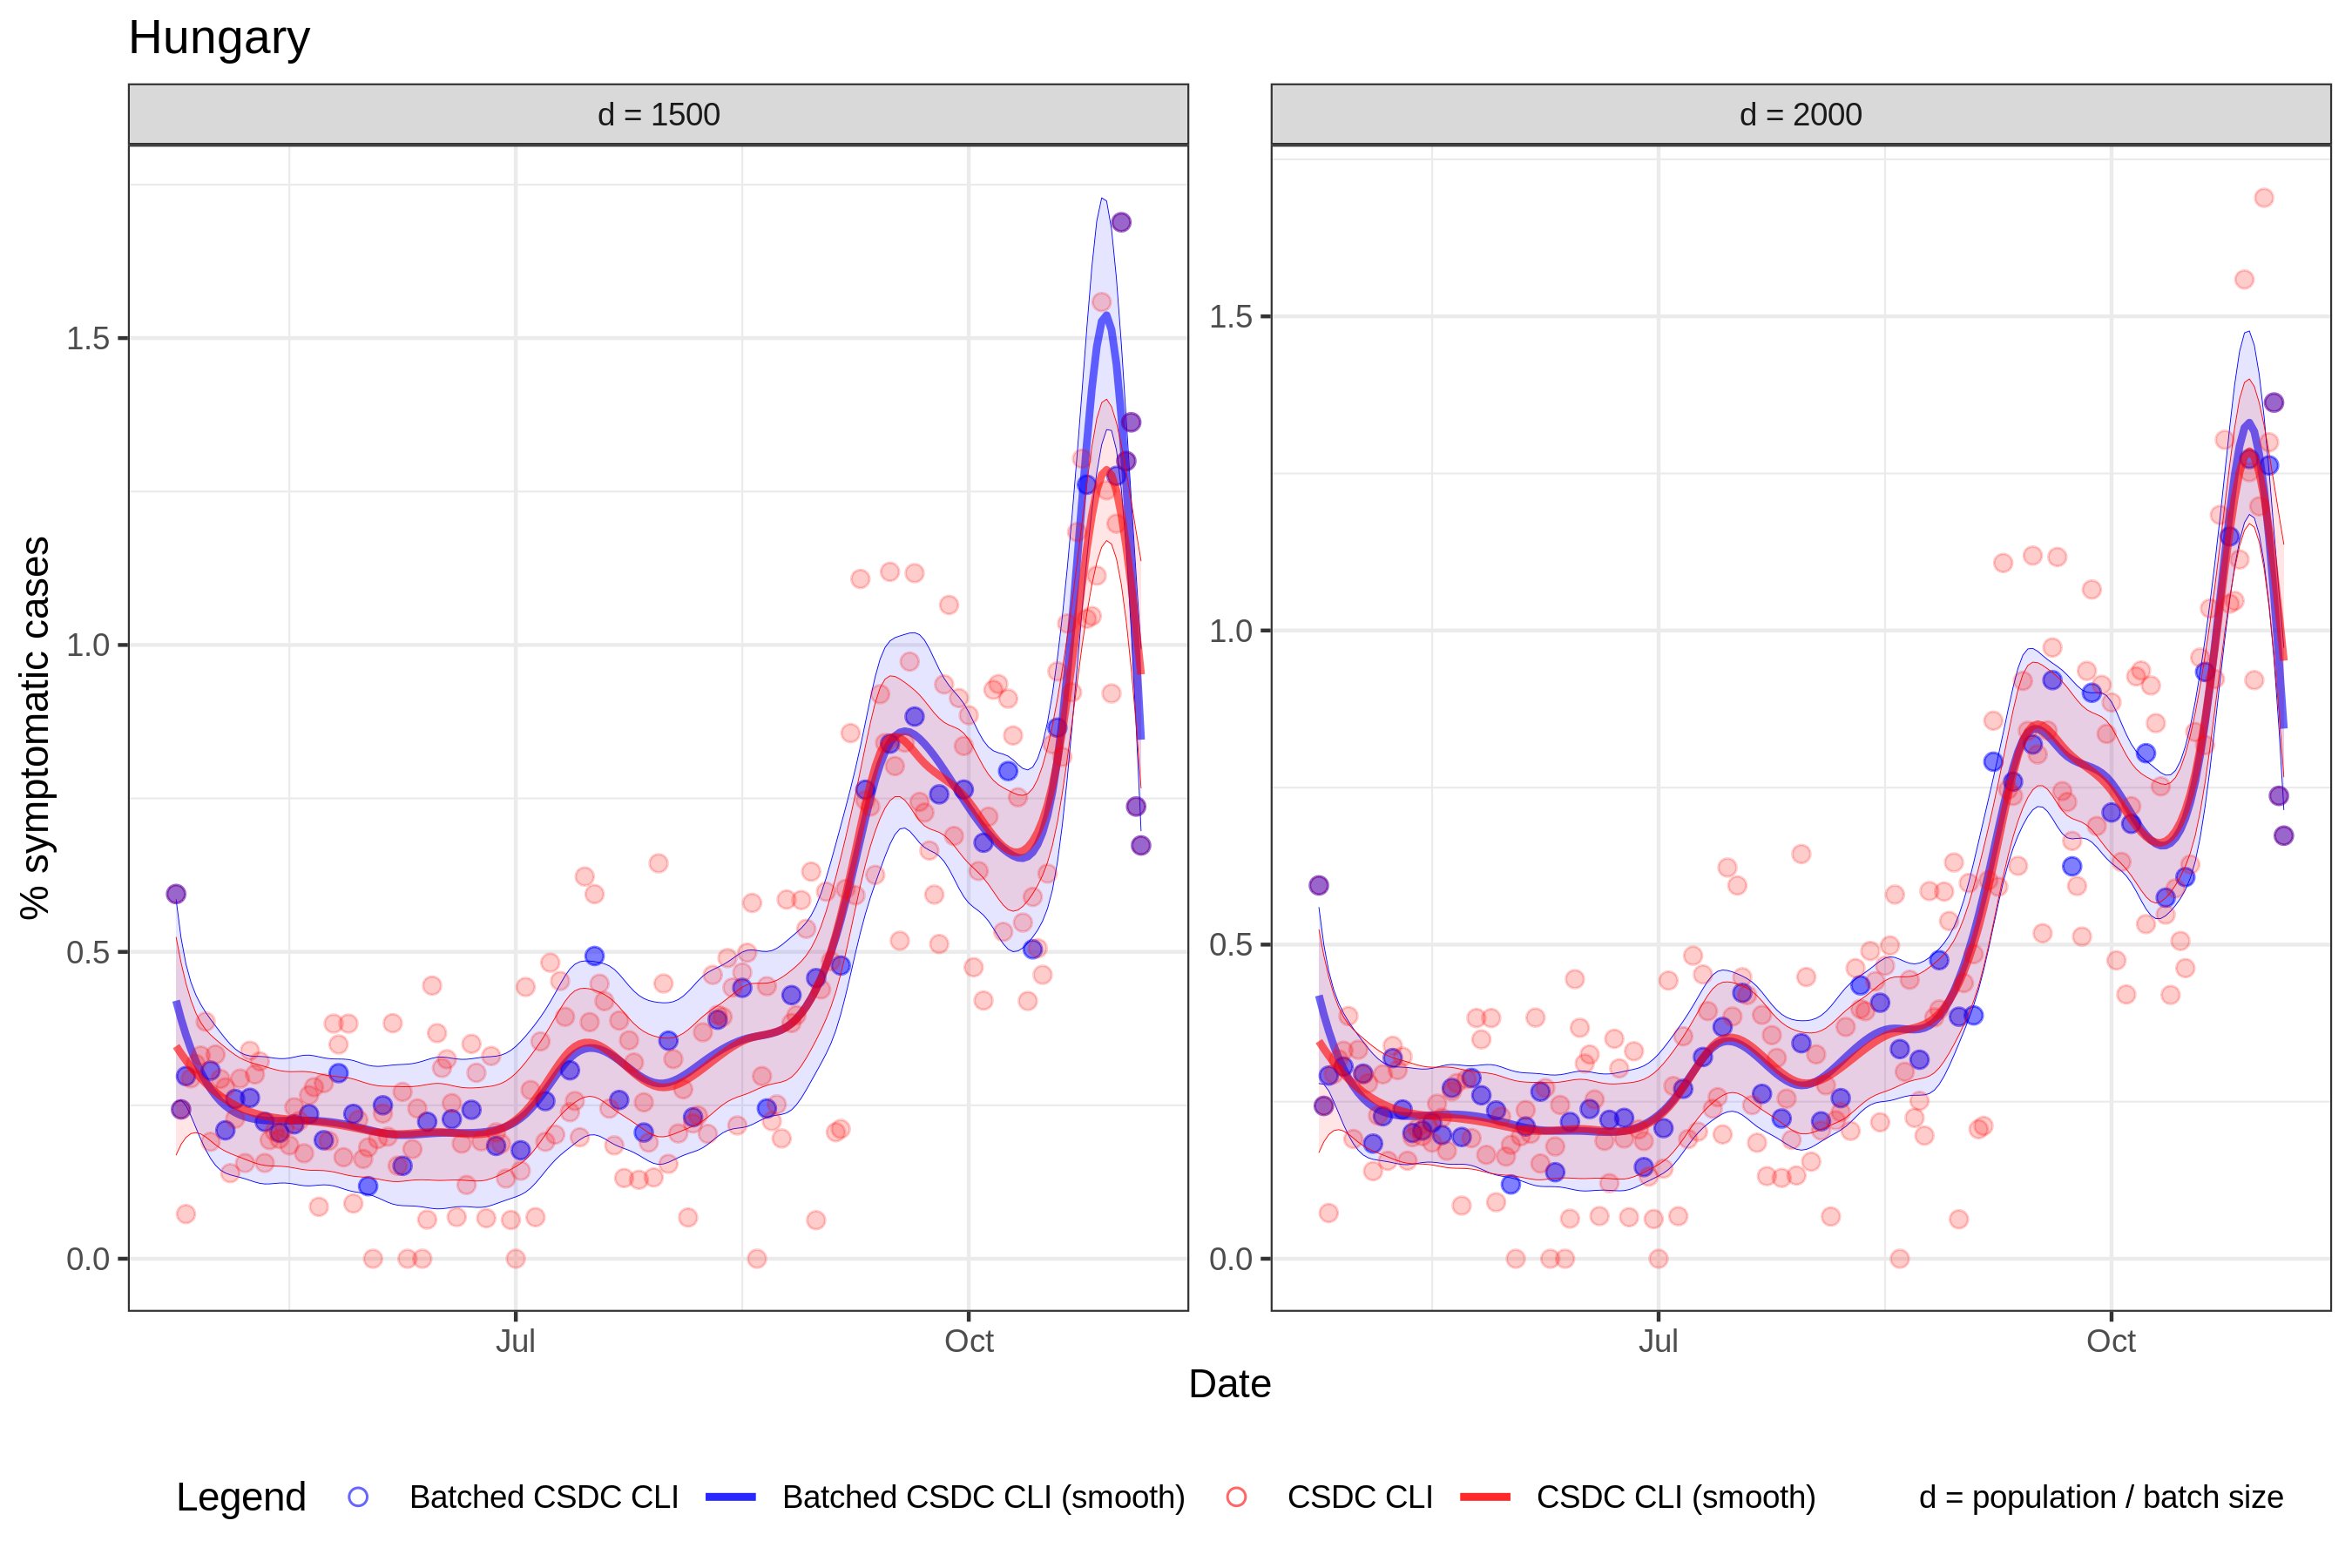 Hungary
d = 1500
d = 2000
% symptomatic cases
1.5
1.0
0.5
0.0
1.5
1.0
0.5
0.0
Jul
Oct
Jul
Oct
Date
Legend
Batched CSDC CLI
Batched CSDC CLI (smooth)
CSDC CLI
CSDC CLI (smooth)
d = population / batch size